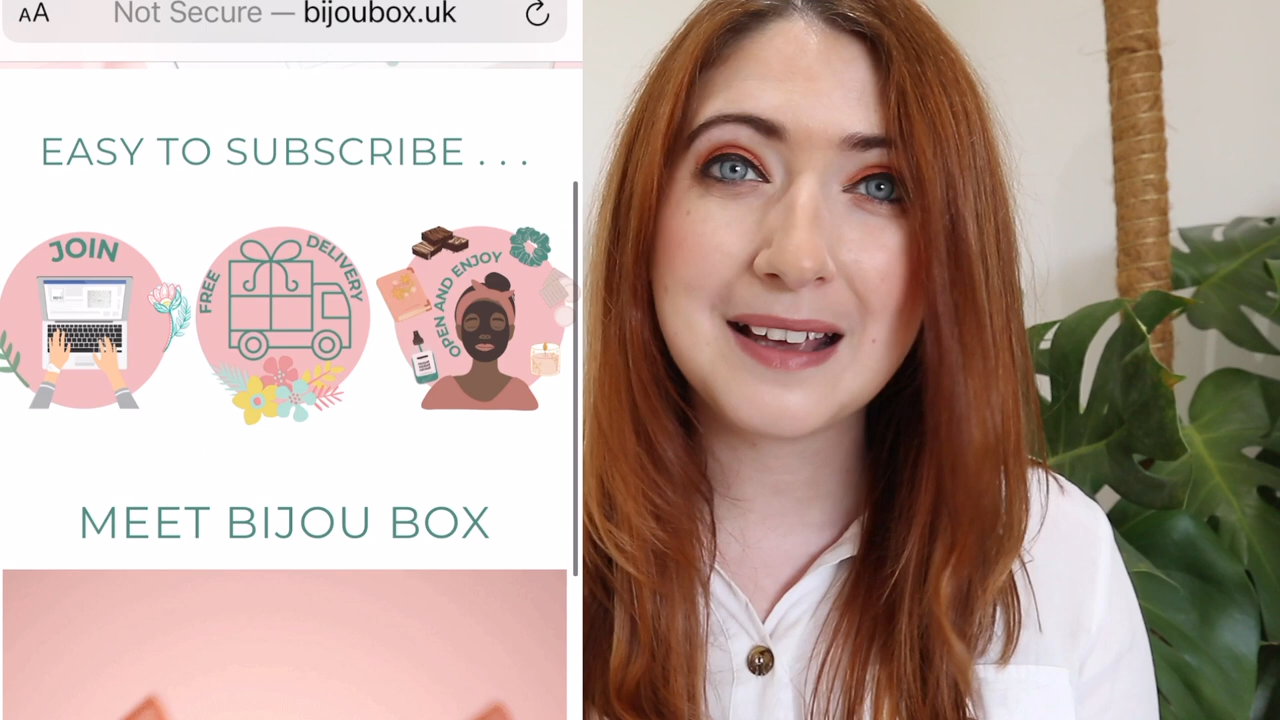 AA Not Secure — bijoubox.uk
EASY TO SUBSCRIBE . . .
JOIN
FREE DELIVERY
OPEN AND ENJOY
MEET BIJOU BOX